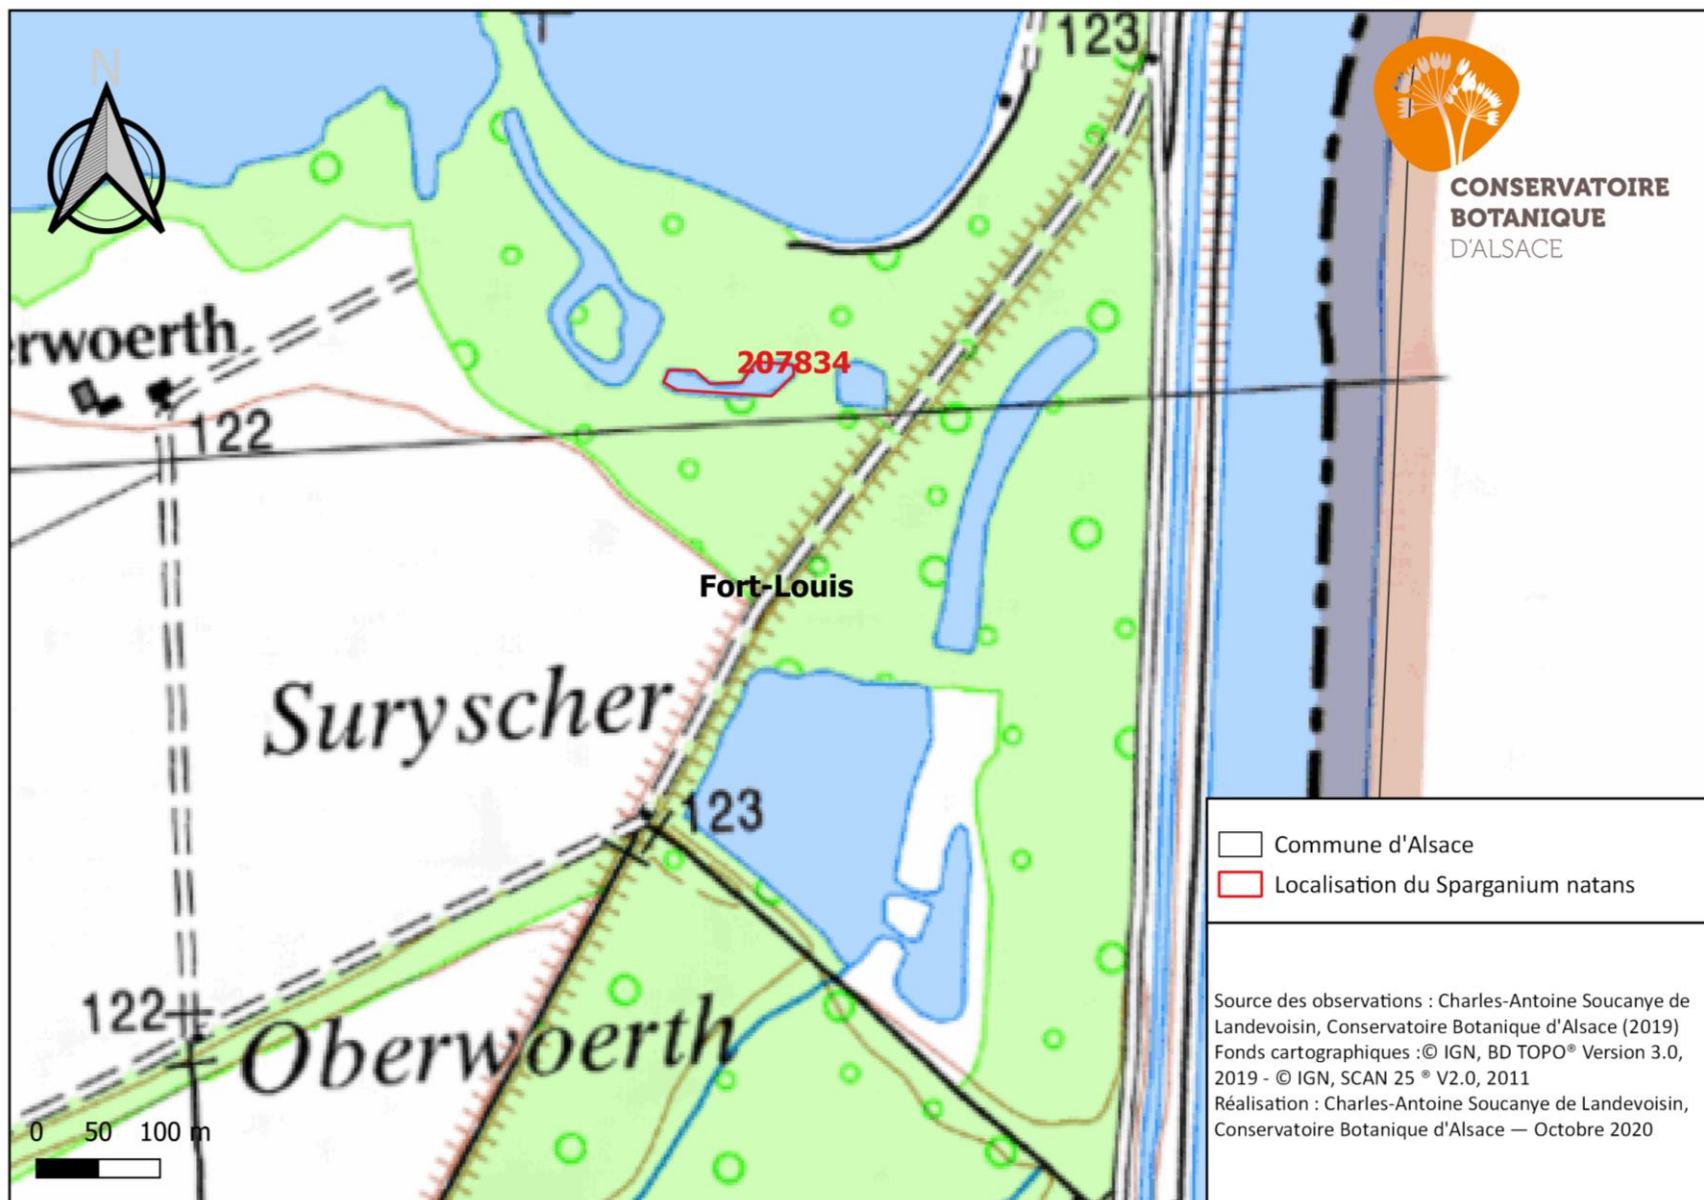 N
123
CONSERVATOIRE
BOTANIQUE
D'ALSACE
rwoerth
207834
122
Fort-Louis
Suryscher
123
Commune d'Alsace
Localisation du Sparganium natans
122
Oberwoerth
Source des observations : Charles-Antoine Soucanye de
Landevoisin, Conservatoire Botanique d'Alsace (2019)
Fonds cartographiques :© IGN, BD TOPO® Version 3.0,
2019 - © IGN, SCAN 25 ® V2.0, 2011
Réalisation : Charles-Antoine Soucanye de Landevoisin,
Conservatoire Botanique d'Alsace — Octobre 2020
0 50 100 m